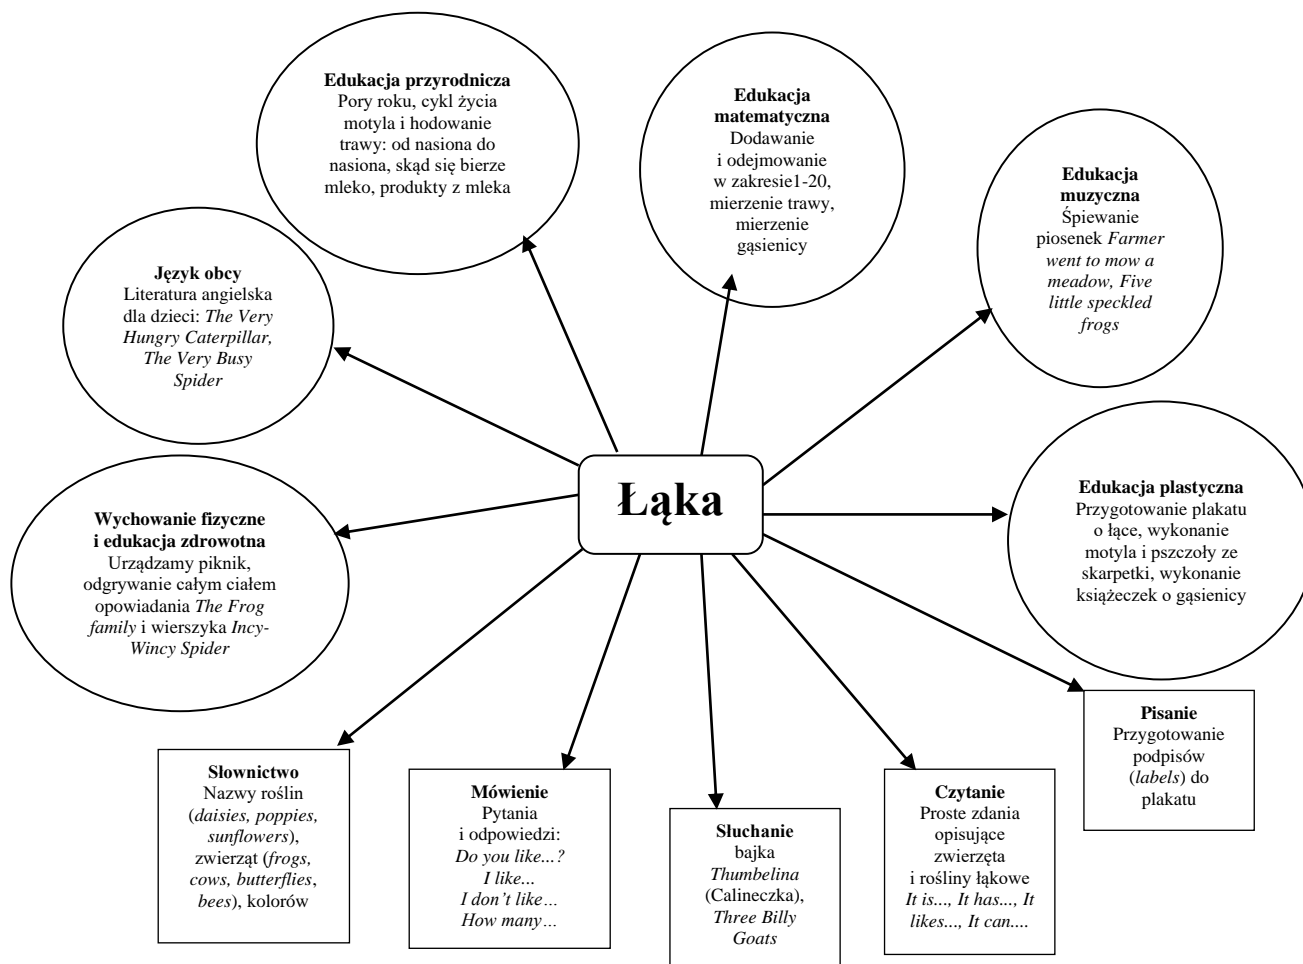 Edukacja przyrodnicza
Pory roku, cykl życia
motyla i hodowanie
trawy: od nasiona do
nasiona, skąd się bierze
mleko, produkty z mleka
Edukacja
matematyczna
Dodawanie
i odejmowanie
w zakresie1-20,
mierzenie trawy,
mierzenie
gąsienicy
Edukacja
muzyczna
Śpiewanie
piosenek Farmer
went to mow a
meadow, Five
little speckled
frogs
Język obcy
Literatura angielska
dla dzieci: The Very
Hungry Caterpillar,
The Very Busy
Spider
Łąka
Edukacja plastyczna
Przygotowanie plakatu
o łące, wykonanie
motyla i pszczoły ze
skarpetki, wykonanie
książeczek o gąsienicy
Wychowanie fizyczne
i edukacja zdrowotna
Urządzamy piknik,
odgrywanie całym ciałem
opowiadania The Frog
family i wierszyka Incy-
Wincy Spider
Słownictwo
Nazwy roślin
(daisies, poppies,
sunflowers),
zwierząt (frogs,
cows, butterflies,
bees), kolorów
Mówienie
Pytania
i odpowiedzi:
Do you like...?
I like...
I don't like…
How many…
Słuchanie
bajka
Thumbelina
(Calineczka),
Three Billy
Goats
Czytanie
Proste zdania
opisujące
zwierzęta
i rośliny łąkowe
It is..., It has..., It
likes..., It can....
Pisanie
Przygotowanie
podpisów
(labels) do
plakatu